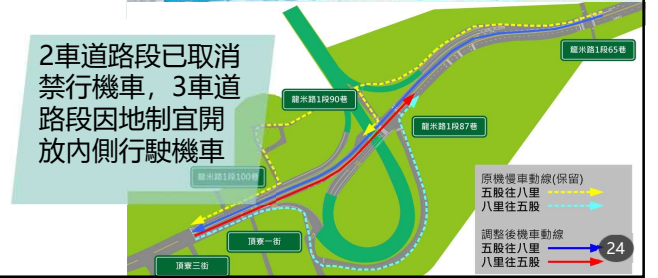 2車道路段已取消
禁行機車，3車道
路段因地制宜開
放內側行駛機車
龍米路1段65巷
龍米路1段90巷
龍米路1段87巷
龍米路1段100巷
頂寮一街
頂寮三街
原機慢車動線(保留)
五股往八里
八里往五股
調整後機車動線
五股往八里
八里往五股
24